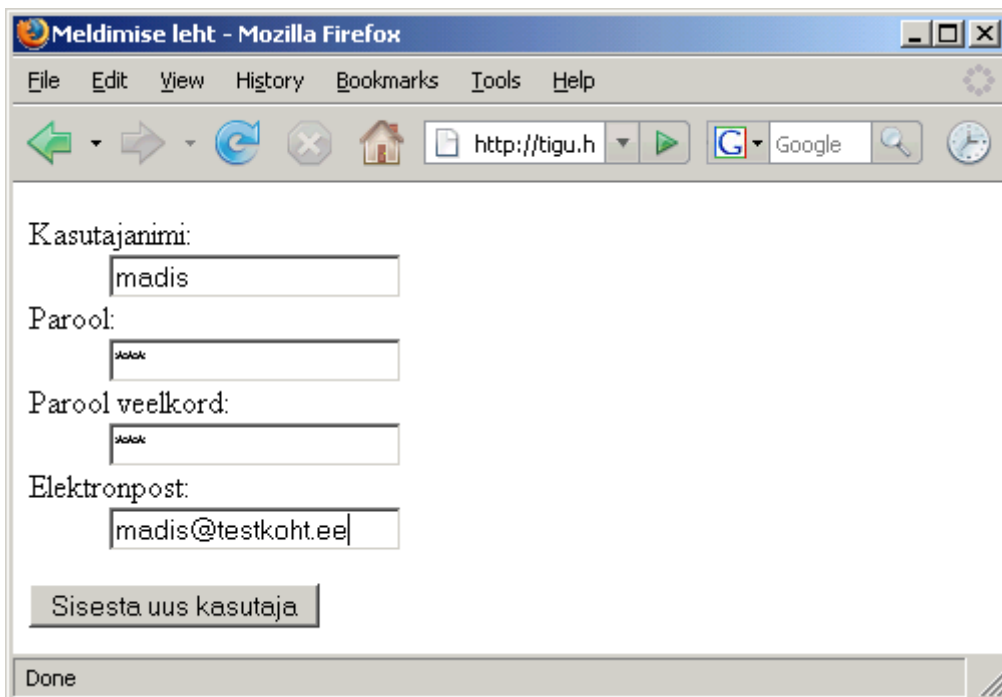 Meldimise leht - Mozilla Firefox
File Edit View History Bookmarks Tools Help
http://tigu.h G Google
Kasutajanimi:
madis
Parool:
***
Parool veelkord:
***
Elektronpost:
madis@testkoht.ee
Sisesta uus kasutaja
Done